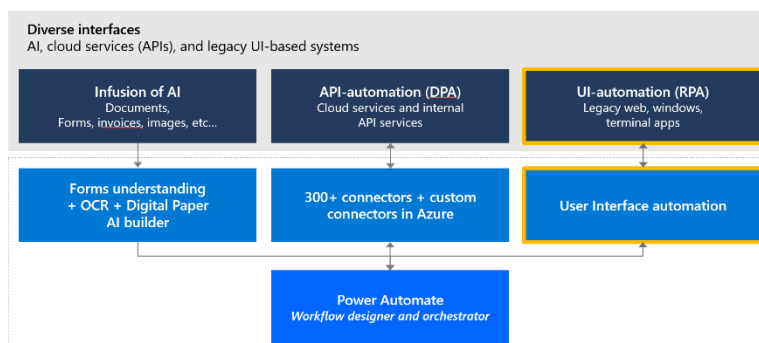 Diverse interfaces
AI, cloud services (APIs), and legacy UI-based systems
Infusion of AI
Documents,
Forms, invoices, images, etc...
API-automation (DPA)
Cloud services and internal
API services
UI-automation (RPA)
Legacy web, windows,
terminal apps
Forms understanding
+ OCR + Digital Paper
AI builder
300+ connectors + custom
connectors in Azure
User Interface automation
Power Automate
Workflow designer and orchestrator